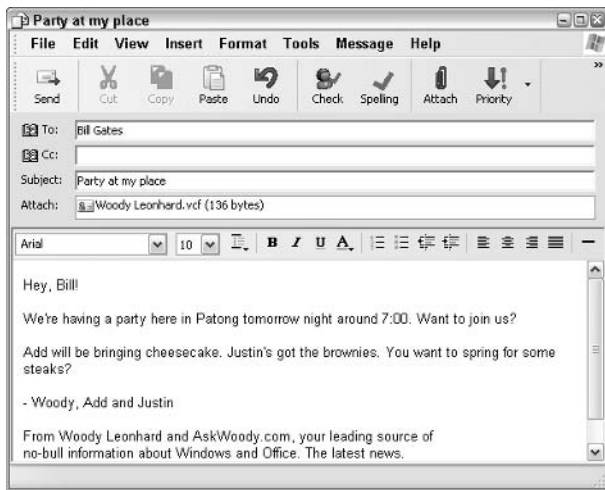 Party at my place
File Edit View Insert Format Tools Message Help
Send Cut Copy Paste Undo Check Spelling Attach Priority
To: Bill Gates
Cc:
Subject: Party at my place
Attach: Woody Leonhard.vcf (136 bytes)
Arial 10 B I U A
Hey, Bill!
We're having a party here in Patong tomorrow night around 7:00. Want to join us?
Add will be bringing cheesecake. Justin's got the brownies. You want to spring for some
steaks?
- Woody, Add and Justin
From Woody Leonhard and AskWoody.com, your leading source of
no-bull information about Windows and Office. The latest news.